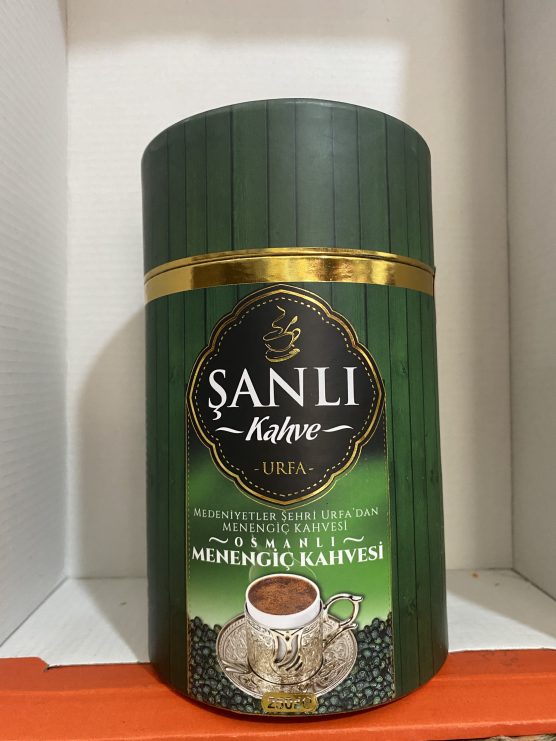 ŞANLI
Kahve
- URFA -
MEDENİYETLER ŞEHRİ URFA'DAN
MENENGİÇ KAHVESİ
OSMANLI
MENENGİÇ KAHVESİ